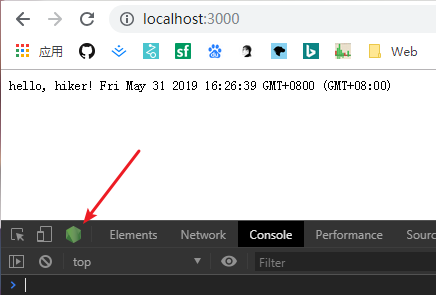 localhost:3000
应用
sf
Web
hello, hiker! Fri May 31 2019 16:26:39 GMT+0800 (GMT+08:00)
Elements Network Console Performance Sourc
top Filter